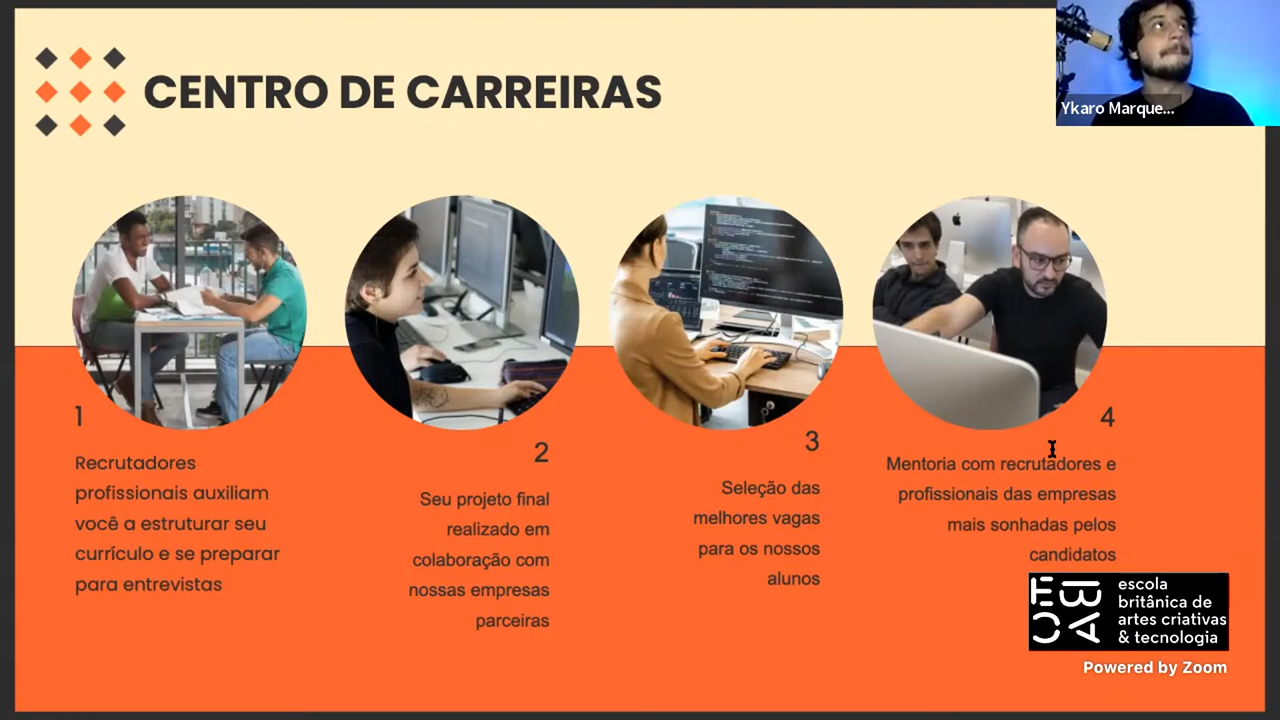 CENTRO DE CARREIRAS
Ykaro Marque...
1
Recrutadores
profissionais auxiliam
você a estruturar seu
currículo e se preparar
para entrevistas
2
Seu projeto final
realizado em
colaboração com
nossas empresas
parceiras
3
Seleção das
melhores vagas
para os nossos
alunos
4
Mentoria com recrutadores e
profissionais das empresas
mais sonhadas pelos
candidatos
EBAC
escola
britânica de
artes criativas
& tecnologia
Powered by Zoom